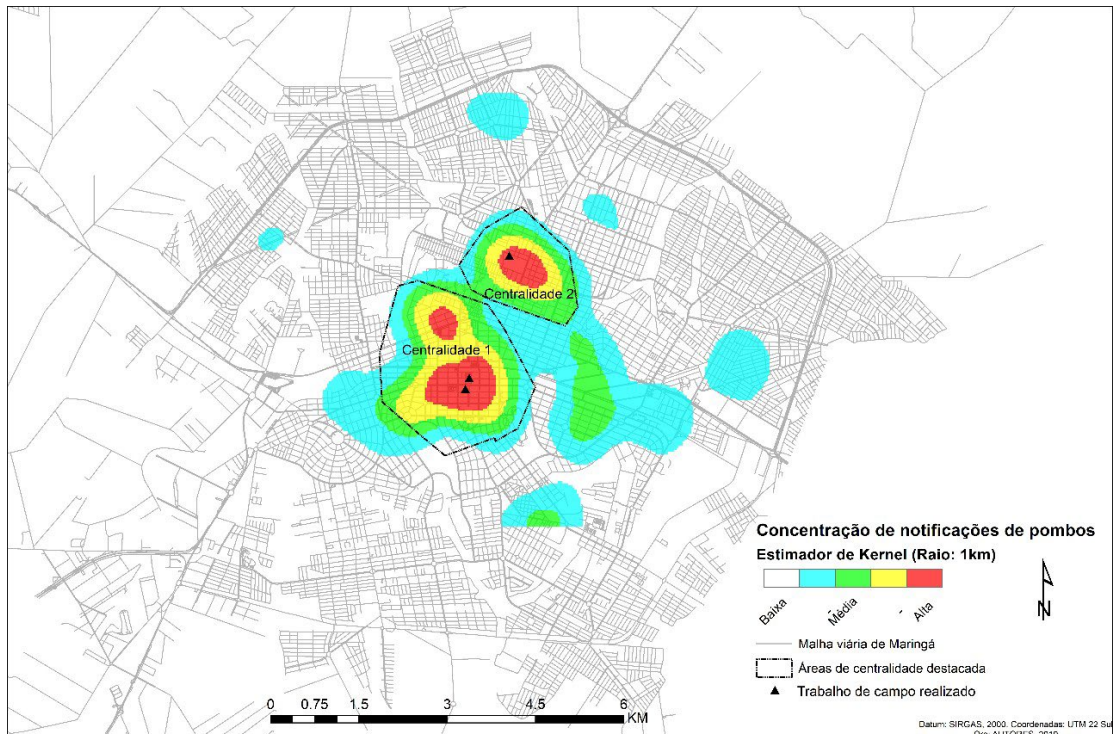 Centralidade 2
Centralidade 1
Concentração de notificações de pombos
Estimador de Kernel (Raio: 1km)
Baixa - Média - Alta
Malha viária de Maringá
Áreas de centralidade destacada
Trabalho de campo realizado
N
0 0.75 1.5 3 4.5 6
KM
Datum: SIRGAS, 2000. Coordenadas: UTM 22 Sul